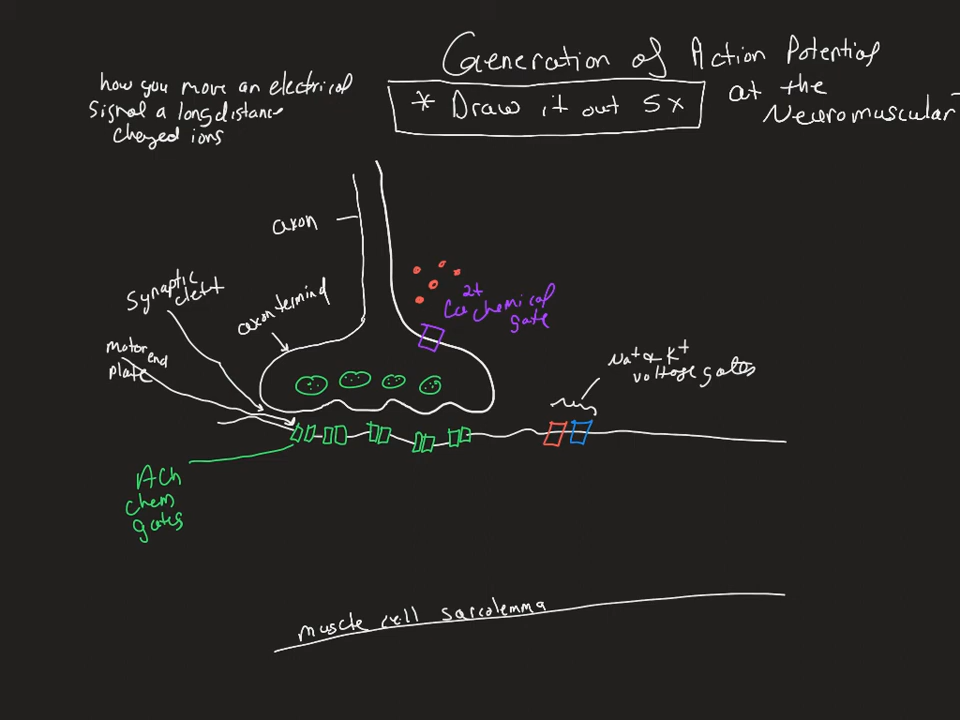 Generation of Action Potential
at the
Neuromuscular
* Draw it out 5x
how you move an electrical
signal a long distance
charged ions
axon
Synaptic
cleft
axon terminal
motor end
plate
Ca2+ chemical
gate
Na+ & K+
voltage gates
ACh
chem
gates
muscle cell sarcolemma